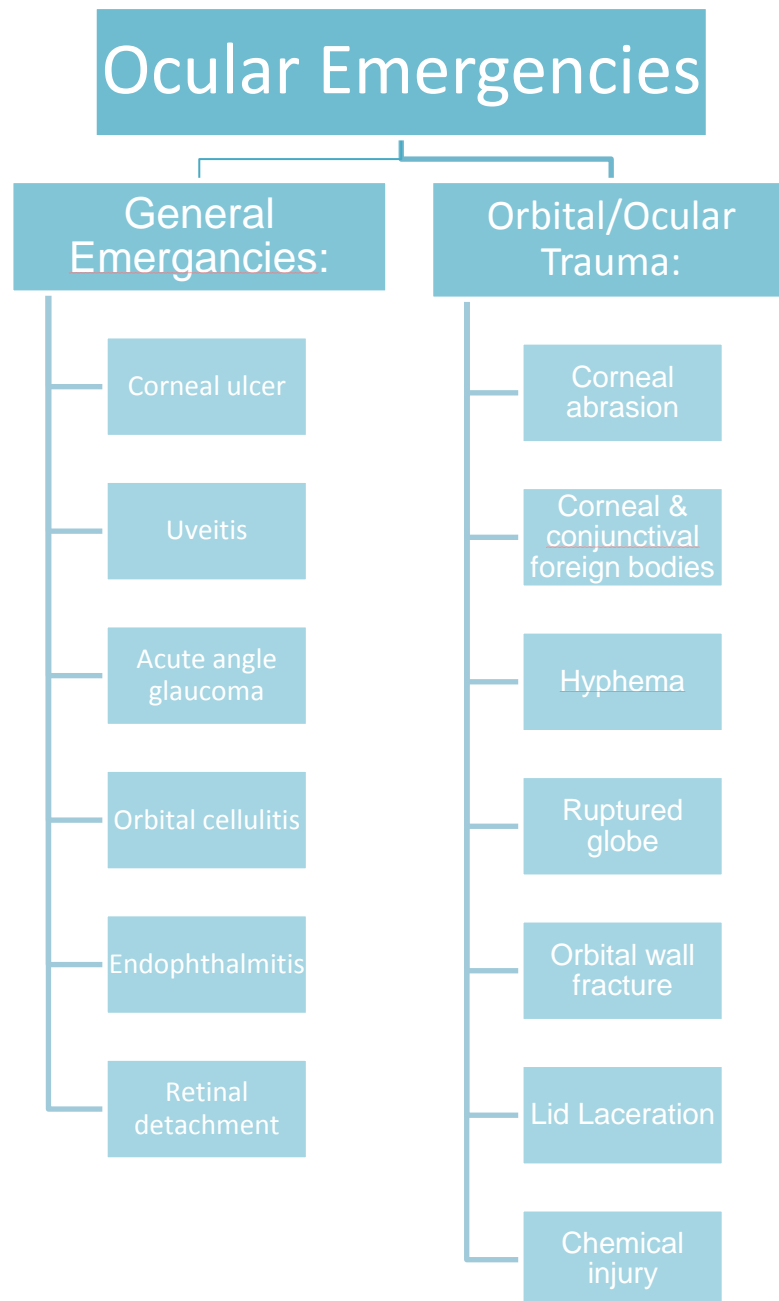 Ocular Emergencies
General
Emergancies:
Corneal ulcer
Uveitis
Acute angle
glaucoma
Orbital cellulitis
Endophthalmitis
Retinal
detachment
Orbital/Ocular
Trauma:
Corneal
abrasion
Corneal &
conjunctival
foreign bodies
Hyphema
Ruptured
globe
Orbital wall
fracture
Lid Laceration
Chemical
injury